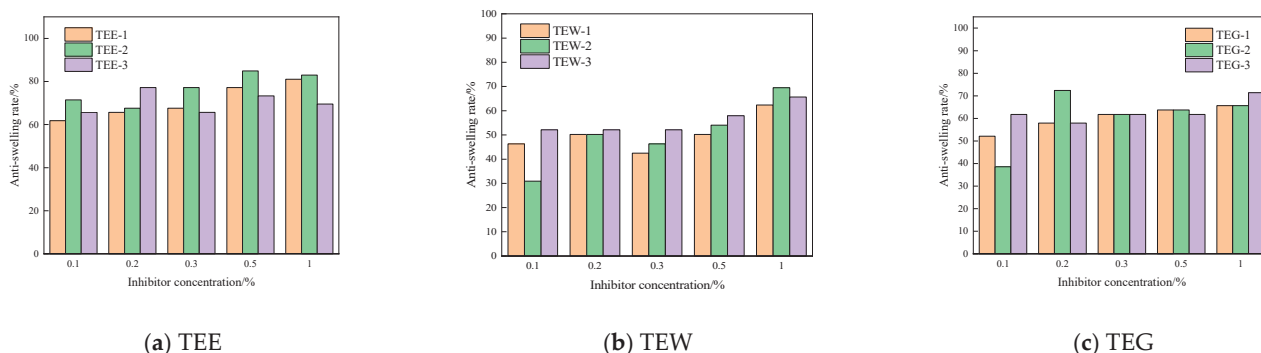 TEE-1
TEE-2
TEE-3
Anti-swelling rate/%
100
80
60
40
20
0
0.1 0.2 0.3 0.5 1
Inhibitor concentration/%
(a) TEE
TEW-1
TEW-2
TEW-3
Anti-swelling rate/%
100
90
80
70
60
50
40
30
20
10
0
0.1 0.2 0.3 0.5 1
Inhibitor concentration/%
(b) TEW
TEG-1
TEG-2
TEG-3
Anti-swelling rate/%
100
90
80
70
60
50
40
30
20
10
0
0.1 0.2 0.3 0.5 1
Inhibitor concentration/%
(c) TEG